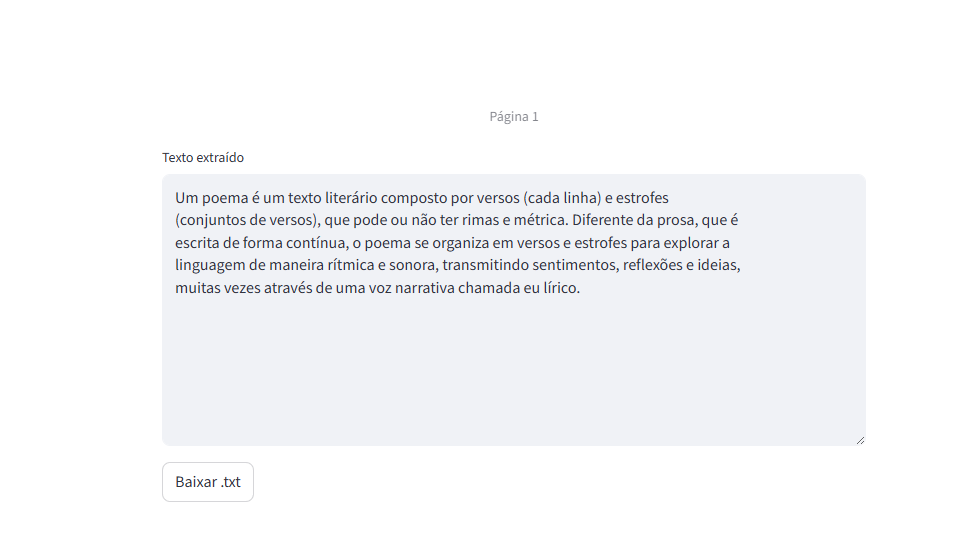 Página 1
Texto extraído
Um poema é um texto literário composto por versos (cada linha) e estrofes
(conjuntos de versos), que pode ou não ter rimas e métrica. Diferente da prosa, que é
escrita de forma contínua, o poema se organiza em versos e estrofes para explorar a
linguagem de maneira rítmica e sonora, transmitindo sentimentos, reflexões e ideias,
muitas vezes através de uma voz narrativa chamada eu lírico.
Baixar .txt